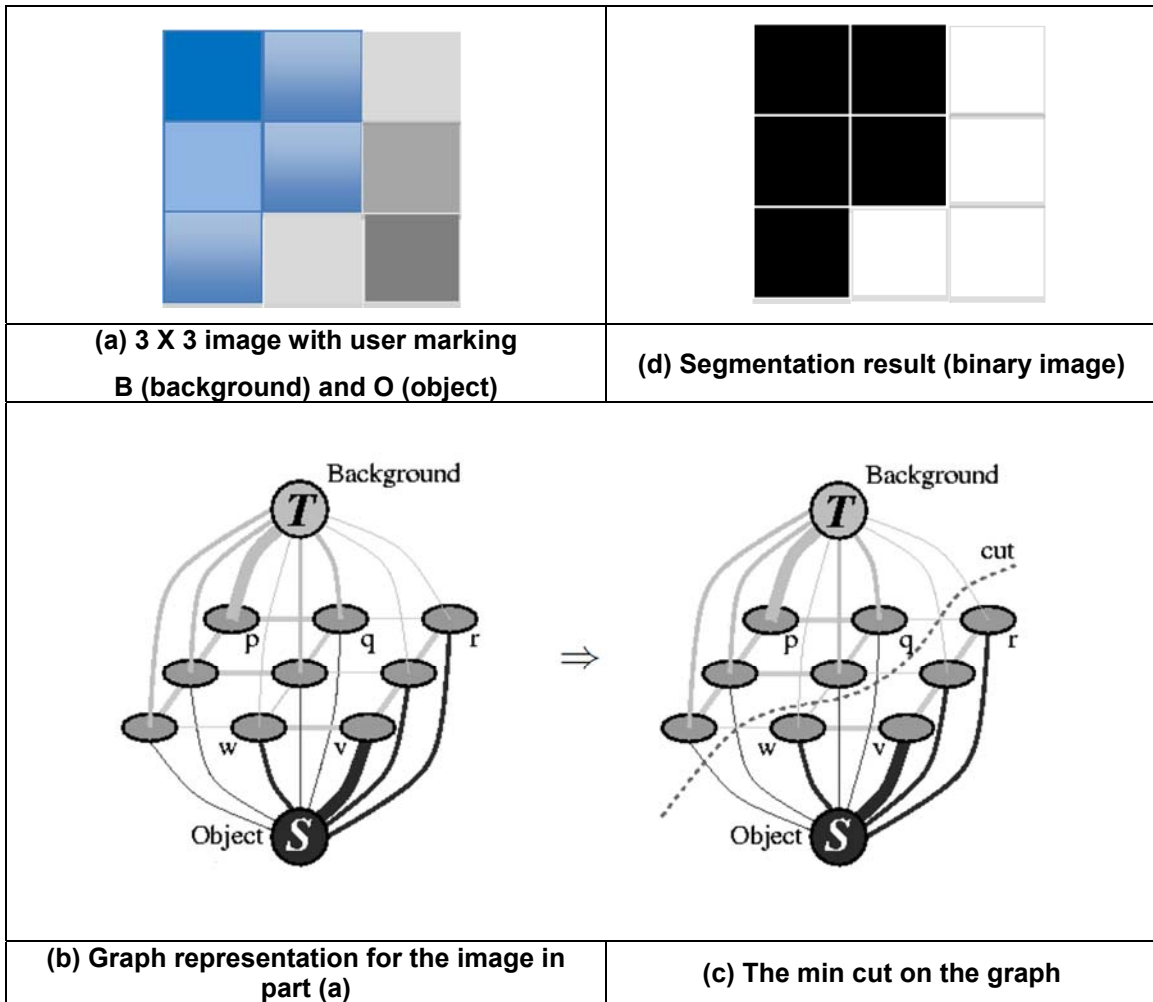 (a) 3 X 3 image with user marking
B (background) and O (object)
(d) Segmentation result (binary image)
Background
T
p
q
r
w
v
Object
S
⇒
Background
T
cut
p
q
r
w
v
Object
S
(b) Graph representation for the image in
part (a)
(c) The min cut on the graph